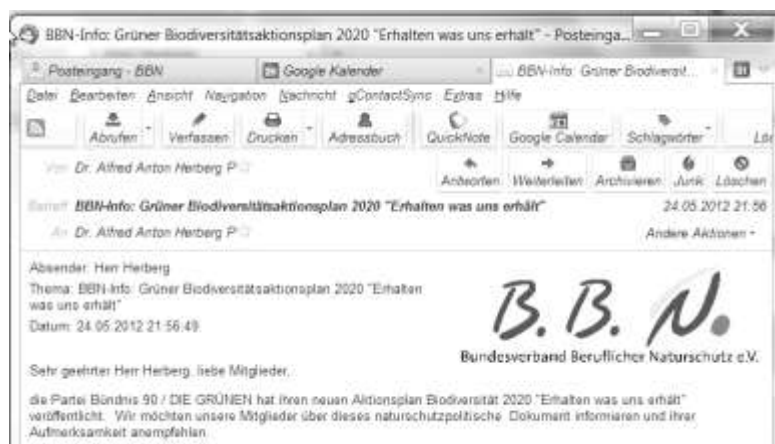 BBN-Info: Grüner Biodiversitätsaktionsplan 2020 "Erhalten was uns erhält" - Posteinga...
Posteingang - BBN Google Kalender BBN-Info: Grüner Biodiversit...
Datei Bearbeiten Ansicht Navigation Nachricht gContactSync Extras Hilfe
Abrufen Verfassen Drucken Adressbuch QuickNote Google Calendar Schlagwörter
Von Dr. Alfred Anton Herberg P
Antworten Weiterleiten Archivieren Junk Löschen
Betreff BBN-Info: Grüner Biodiversitätsaktionsplan 2020 "Erhalten was uns erhält" 24.05.2012 21:56
An Dr. Alfred Anton Herberg P Andere Aktionen
Absender: Herr Herberg
Thema: BBN-Info: Grüner Biodiversitätsaktionsplan 2020 "Erhalten
was uns erhält"
Datum: 24.05.2012 21:56:49
B. B. N.
Bundesverband Beruflicher Naturschutz e.V.
Sehr geehrter Herr Herberg, liebe Mitglieder,
die Partei Bündnis 90 / DIE GRÜNEN hat ihren neuen Aktionsplan Biodiversität 2020 "Erhalten was uns erhält"
veröffentlicht. Wir möchten unsere Mitglieder über dieses naturschutzpolitische Dokument informieren und ihrer
Aufmerksamkeit anempfehlen